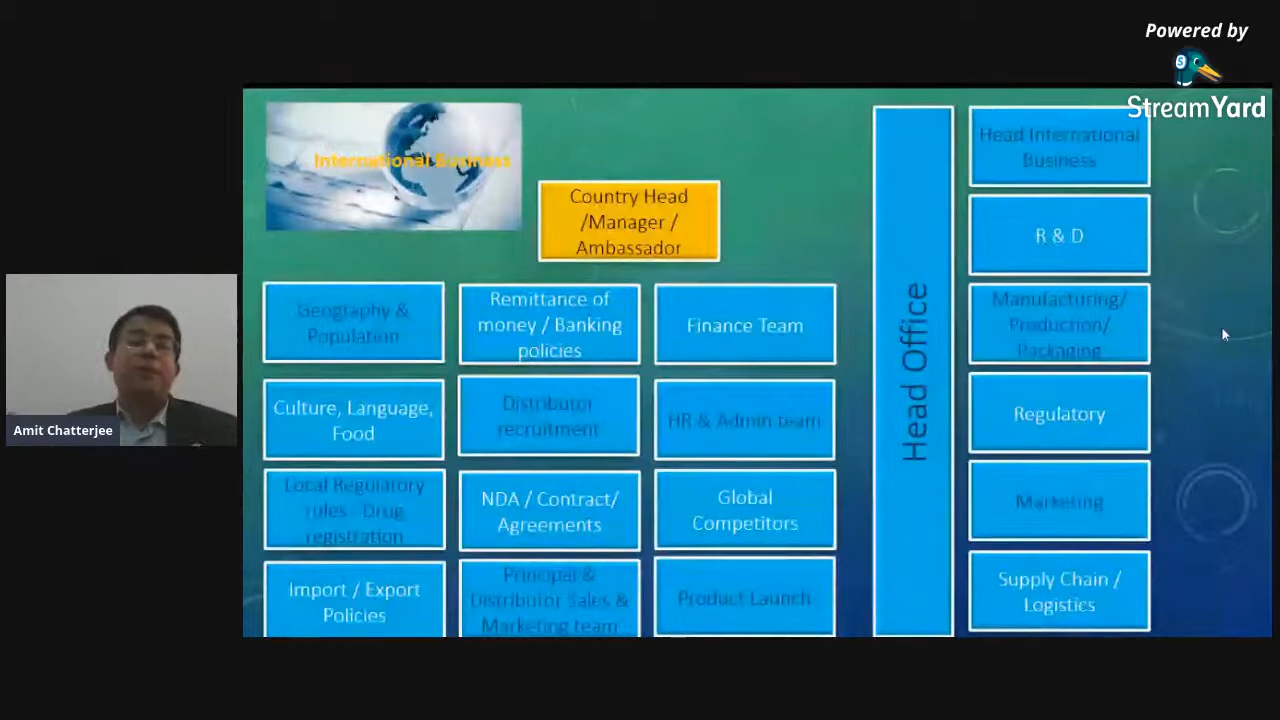 Powered by
StreamYard
International Business
Country Head
/Manager /
Ambassador
Geography &
Population
Remittance of
money / Banking
policies
Finance Team
Culture, Language,
Food
Distributor
recruitment
HR & Admin team
Local Regulatory
rules - Drug
registration
NDA / Contract/
Agreements
Global
Competitors
Import / Export
Policies
Principal &
Distributor Sales &
Marketing team
Product Launch
Head Office
Head International
Business
R & D
Manufacturing/
Production/
Packaging
Regulatory
Marketing
Supply Chain /
Logistics
Amit Chatterjee